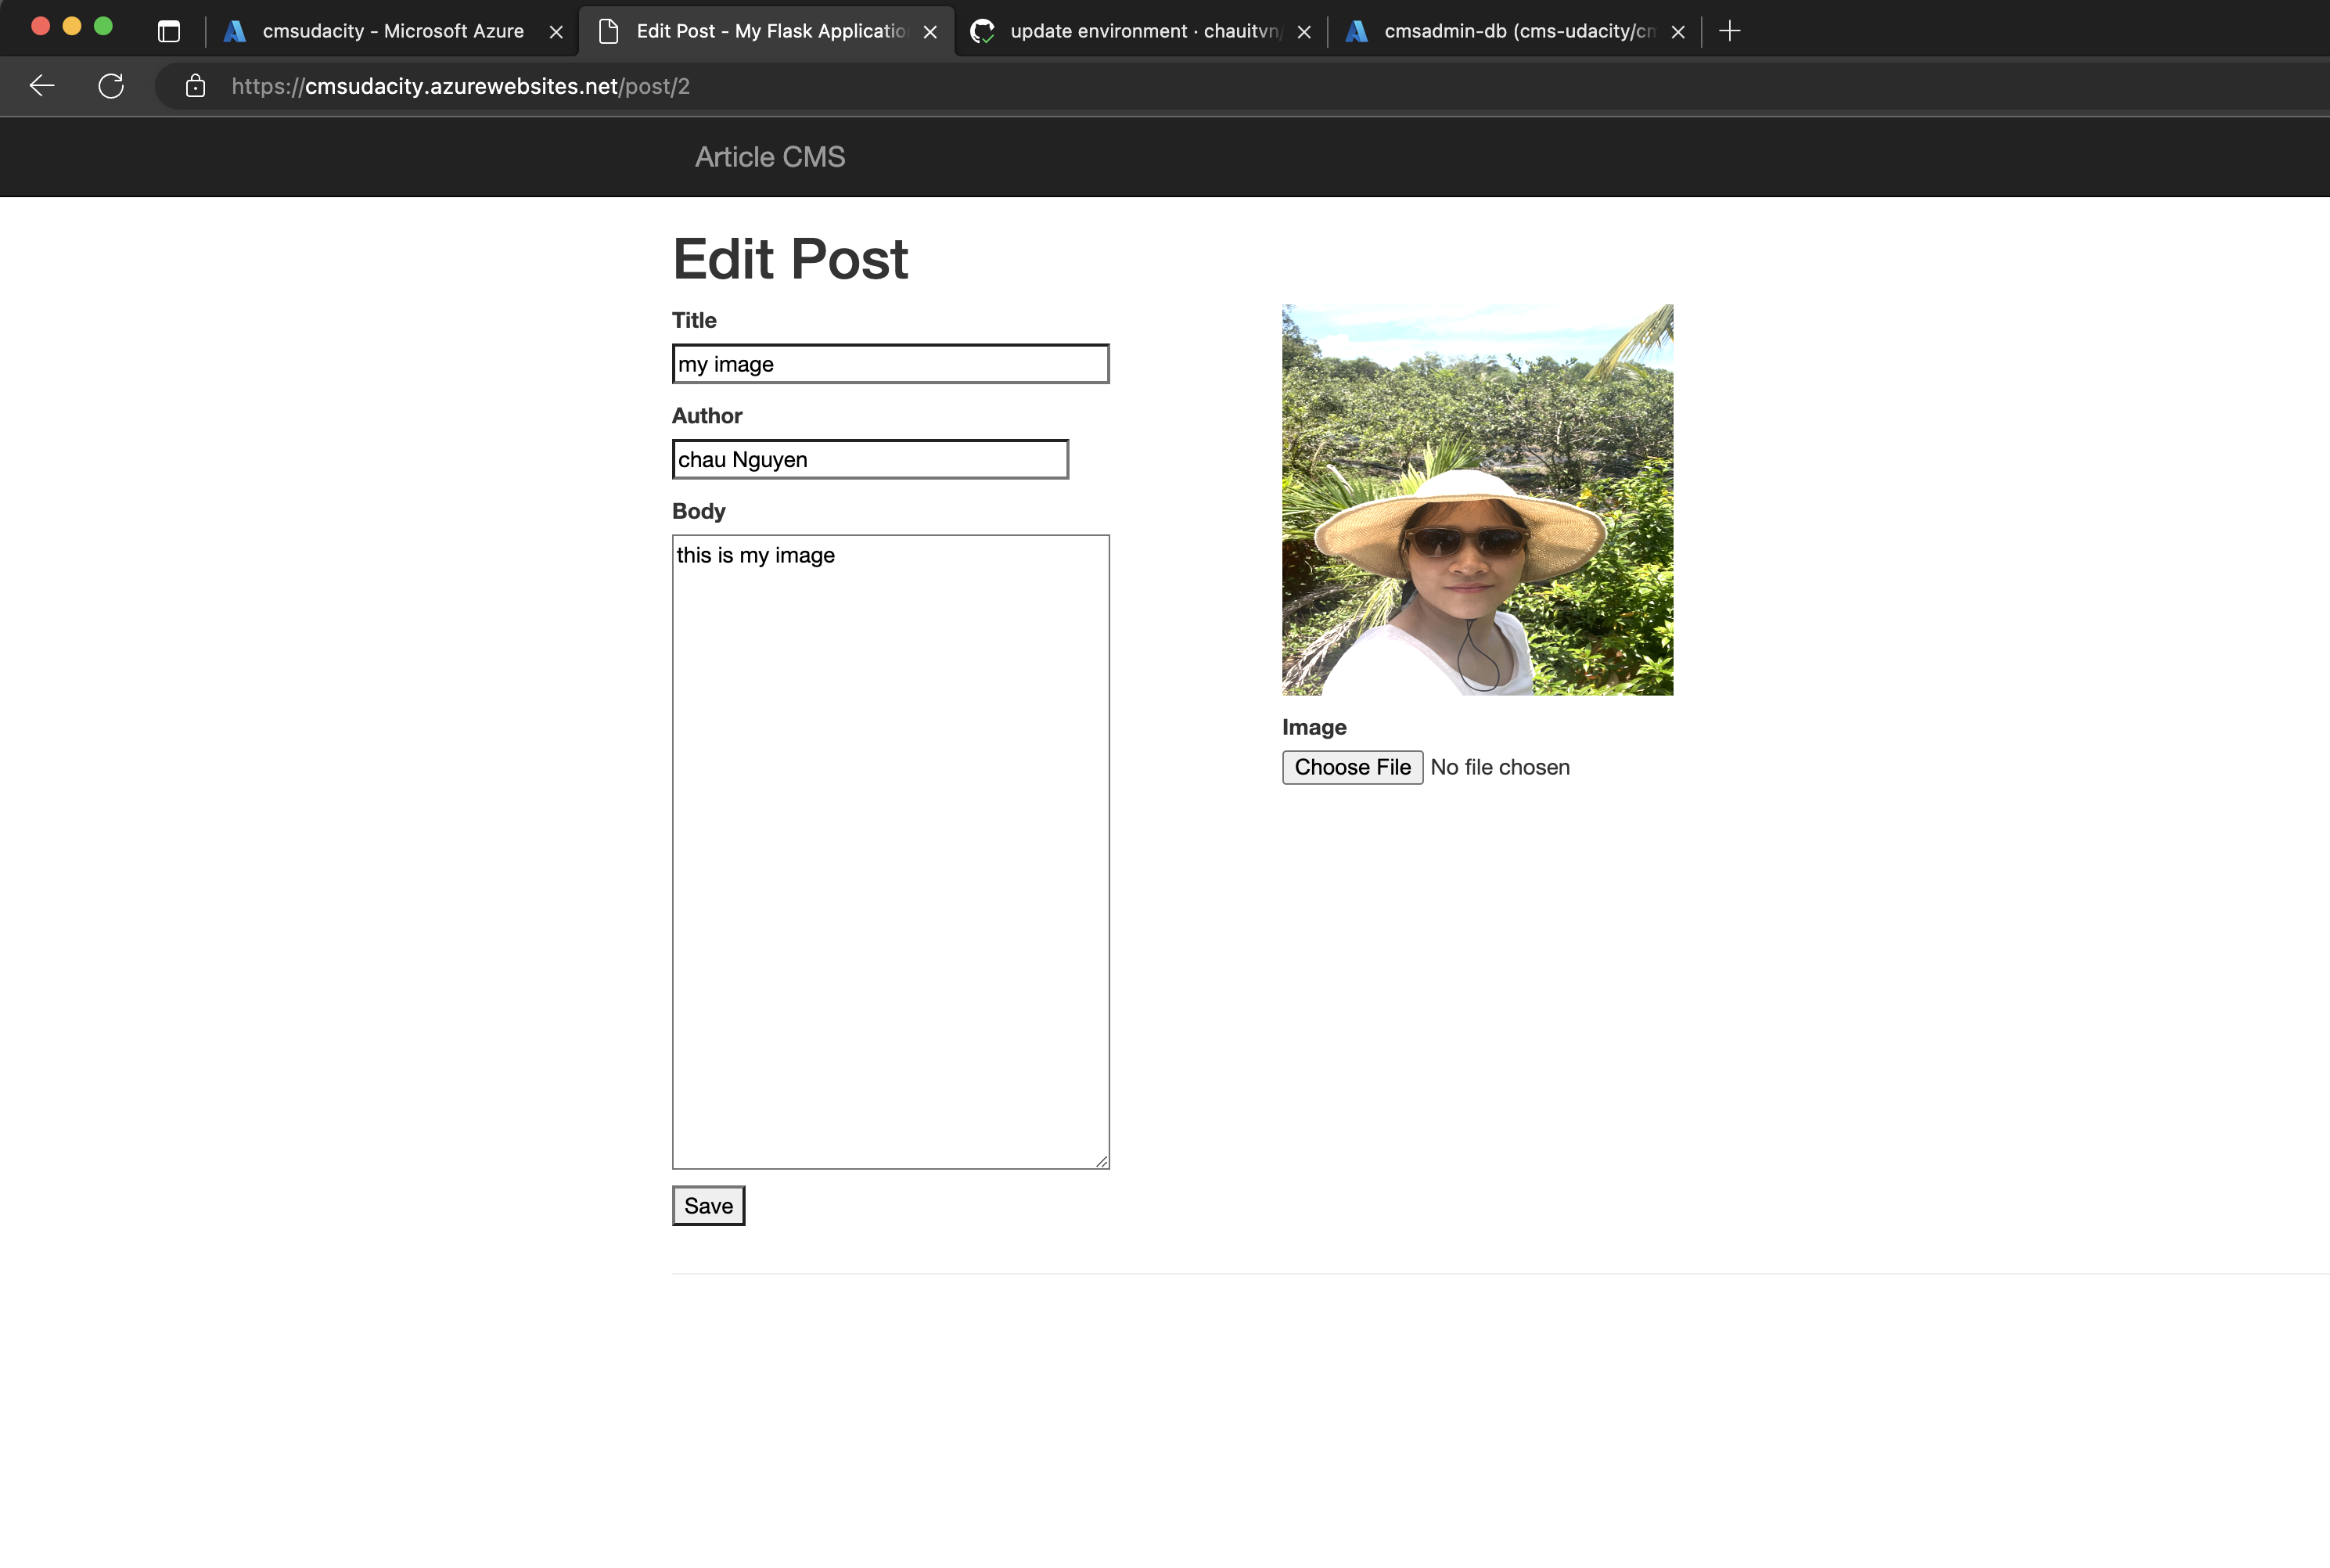 cmsudacity - Microsoft Azure
Edit Post - My Flask Applicatio
update environment · chauitvn/
cmsadmin-db (cms-udacity/cm
https://cmsudacity.azurewebsites.net/post/2
Article CMS
Edit Post
Title
my image
Author
chau Nguyen
Body
this is my image
Image
Choose File No file chosen
Save